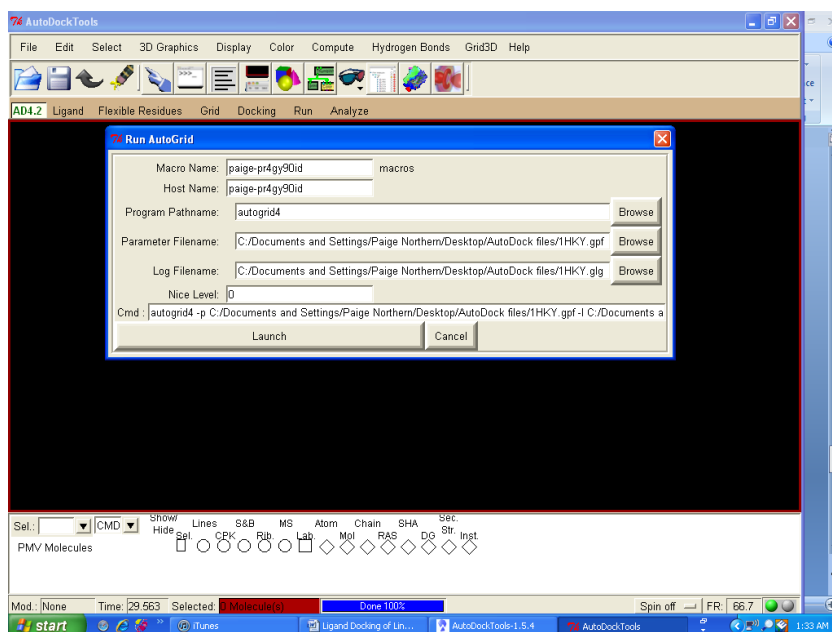 AutoDockTools
File Edit Select 3D Graphics Display Color Compute Hydrogen Bonds Grid3D Help
AD4.2 Ligand Flexible Residues Grid Docking Run Analyze
Run AutoGrid
Macro Name: paige-pr4gy90id macros
Host Name: paige-pr4gy90id
Program Pathname: autogrid4 Browse
Parameter Filename: C:/Documents and Settings/Paige Northern/Desktop/AutoDock files/1HKY.gpf Browse
Log Filename: C:/Documents and Settings/Paige Northern/Desktop/AutoDock files/1HKY.glg Browse
Nice Level: 0
Cmd : autogrid4 -p C:/Documents and Settings/Paige Northern/Desktop/AutoDock files/1HKY.gpf -l C:/Documents a
Launch Cancel
Sel.: CMD Show/ Lines S&B MS Atom Chain SHA Sec.
Hide Sel. CPK Rib. Lab. Mol RAS DG Str. Inst.
PMV Molecules
Mod.: None Time: 29.563 Selected: 0 Molecule(s) Done 100% Spin off FR: 66.7
start iTunes Ligand Docking of Lin... AutoDockTools-1.5.4 AutoDockTools 1:33 AM